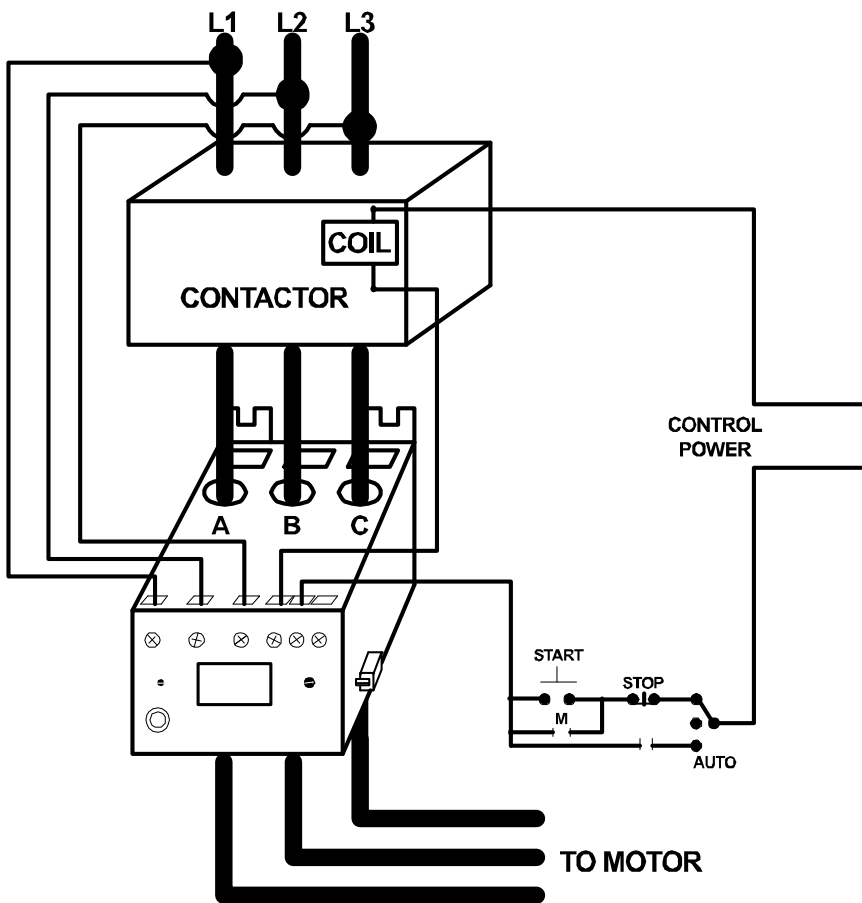 L1 L2 L3
COIL
CONTACTOR
CONTROL
POWER
A B C
START
STOP
M
AUTO
TO MOTOR